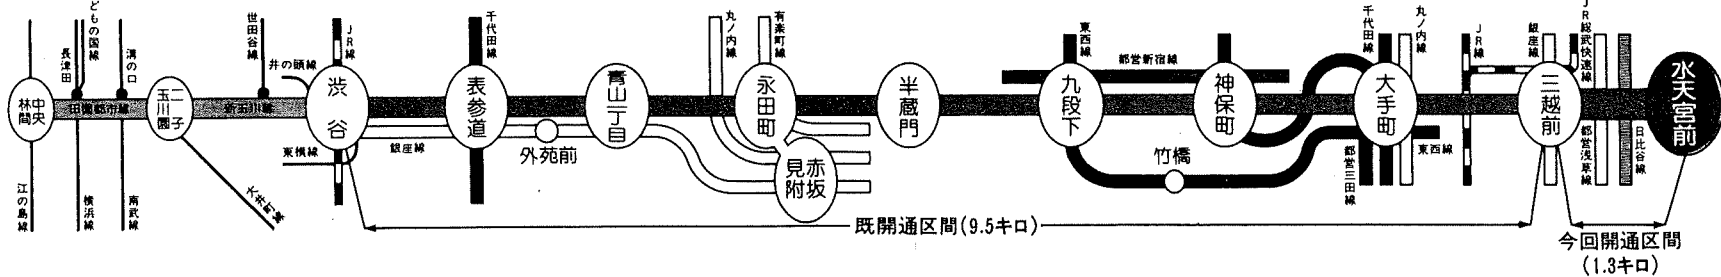 中央
林間
江の島線
田園都市線
長津田
こどもの国線
横浜線
溝の口
南武線
二子
玉川園
大井町線
新玉川線
世田谷線
井の頭線
JR線
渋谷
東横線
銀座線
千代田線
表参道
外苑前
青山一丁目
丸ノ内線
有楽町線
永田町
赤坂
見附
半蔵門
東西線
九段下
都営新宿線
竹橋
神保町
千代田線
丸ノ内線
大手町
都営三田線
東西線
JR線
銀座線
三越前
JR総武快速線
都営浅草線
日比谷線
水天宮前
既開通区間(9.5キロ)
今回開通区間
(1.3キロ)